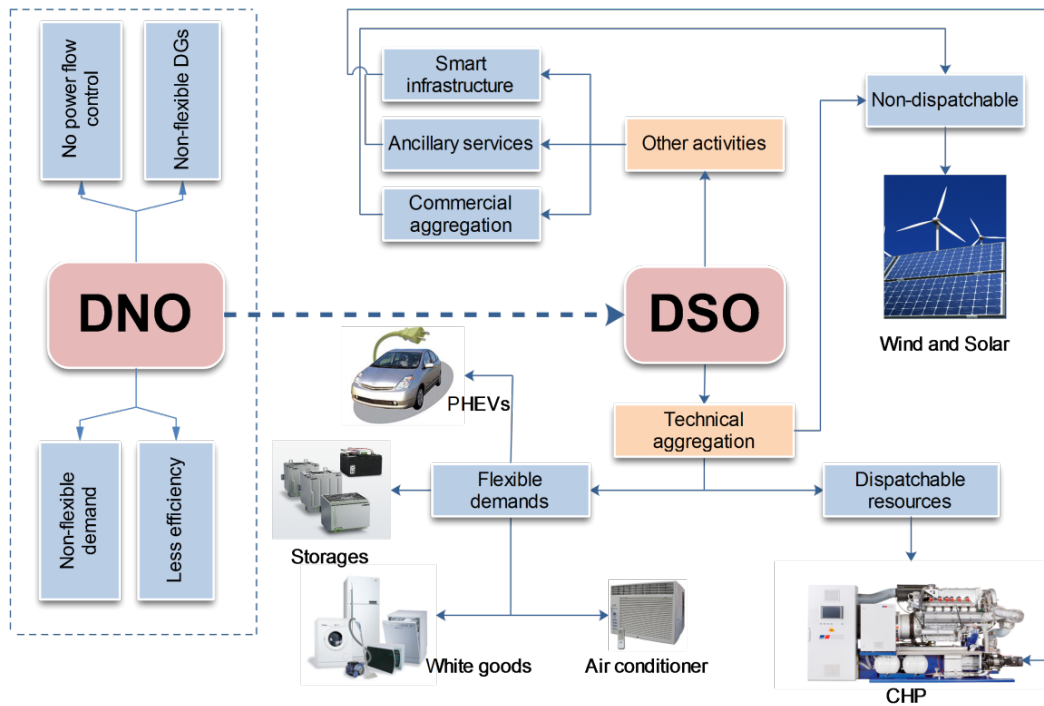 No power flow
control
Non-flexible DGs
DNO
Non-flexible
demand
Less efficiency
Smart
infrastructure
Ancillary services
Commercial
aggregation
Other activities
Non-dispatchable
Wind and Solar
DSO
Technical
aggregation
PHEVs
Flexible
demands
Dispatchable
resources
Storages
White goods
Air conditioner
CHP